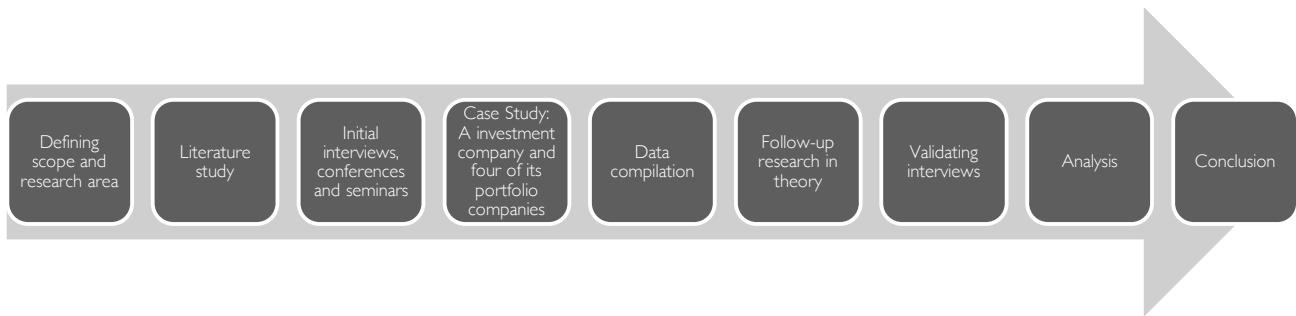 Defining
scope and
research area
Literature
study
Initial
interviews,
conferences
and seminars
Case Study:
A investment
company and
four of its
portfolio
companies
Data
compilation
Follow-up
research in
theory
Validating
interviews
Analysis
Conclusion